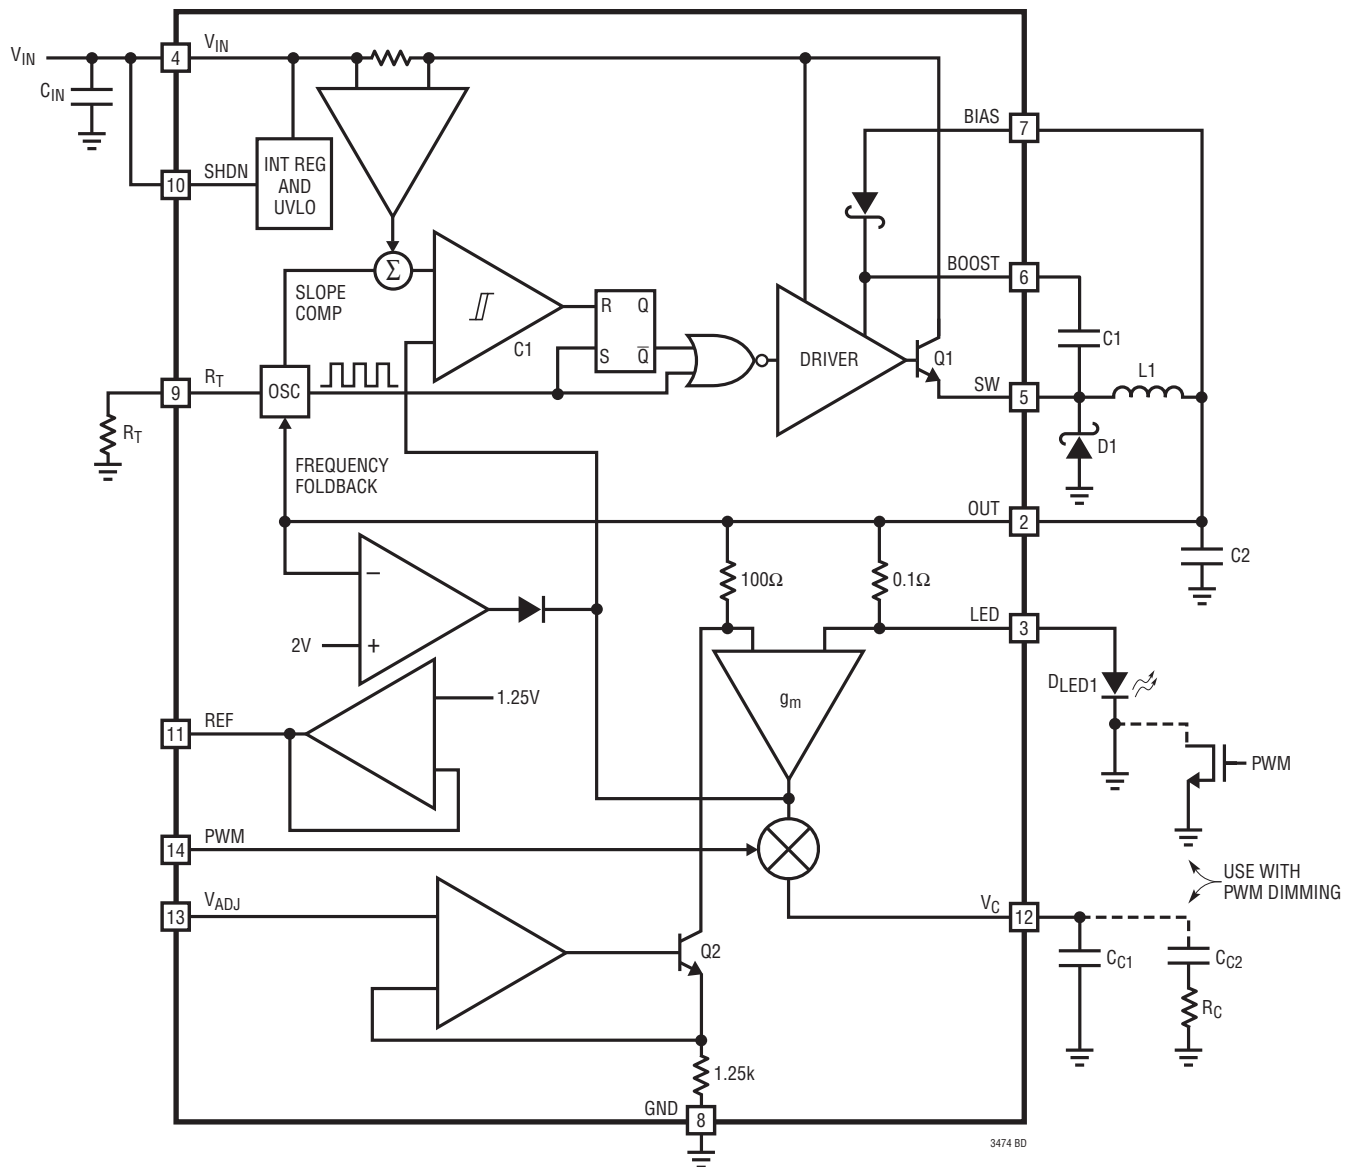 VIN
CIN
4
VIN
INT REG
AND
UVLO
10
SHDN
Σ
SLOPE
COMP
C1
R Q
S Q̅
DRIVER
Q1
BIAS
7
BOOST
6
C1
SW
5
L1
D1
9
RT
RT
OSC
FREQUENCY
FOLDBACK
OUT
2
C2
100Ω
0.1Ω
LED
3
DLED1
PWM
−
2V
+
1.25V
gm
11
REF
14
PWM
13
VADJ
Q2
VC
12
USE WITH
PWM DIMMING
CC1
CC2
RC
1.25k
GND
8
3474 BD